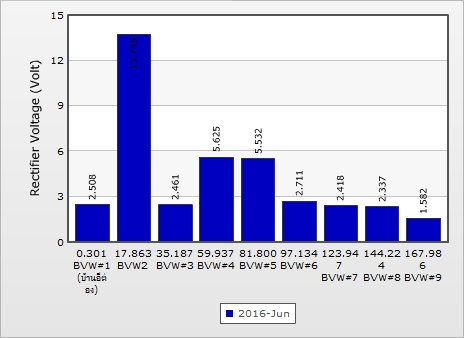 15
12
9
6
3
0
Rectifier Voltage (Volt)
2.508
2.461
5.625
5.532
2.711
2.418
2.337
1.582
0.301
BVW#1
(บ้านอีต่
อง)
17.863
BVW2
35.187
BVW#3
59.937
BVW#4
81.800
BVW#5
97.134
BVW#6
123.94
7
BVW#7
144.22
4
BVW#8
167.98
6
BVW#9
2016-Jun